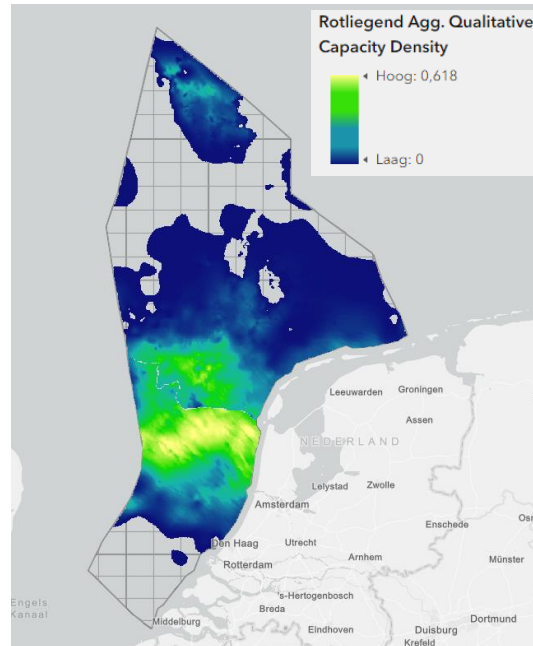 Rotliegend Agg. Qualitative
Capacity Density
Hoog: 0,618
Laag: 0
Leeuwarden
Groningen
Assen
NEDERLAND
Lelystad
Zwolle
Amsterdam
Enschede
Den Haag
Utrecht
Münster
Rotterdam
Arnhem
's-Hertogenbosch
Engels
Kanaal
Breda
Middelburg
Eindhoven
Dortmund
Duisburg
Krefeld